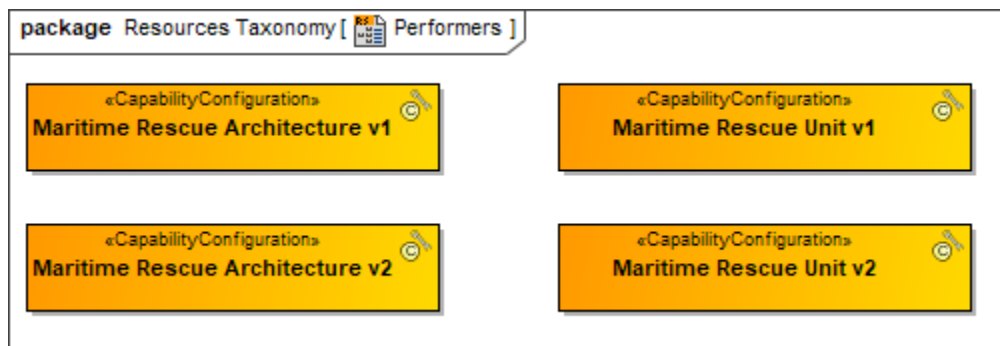 package Resources Taxonomy [ Performers ]
«CapabilityConfiguration»
Maritime Rescue Architecture v1
«CapabilityConfiguration»
Maritime Rescue Unit v1
«CapabilityConfiguration»
Maritime Rescue Architecture v2
«CapabilityConfiguration»
Maritime Rescue Unit v2